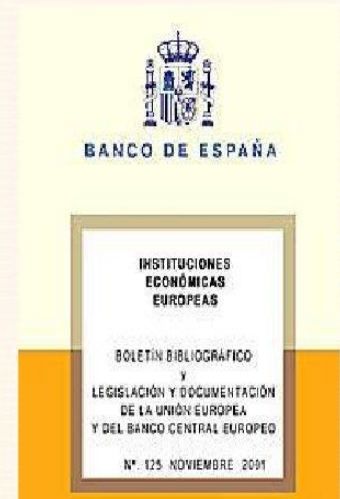 BANCO DE ESPAÑA
INSTITUCIONES
ECONÓMICAS
EUROPEAS
BOLETÍN BIBLIOGRÁFICO
Y
LEGISLACIÓN Y DOCUMENTACIÓN
DE LA UNIÓN EUROPEA
Y DEL BANCO CENTRAL EUROPEO
Nº. 125 NOVIEMBRE 2001